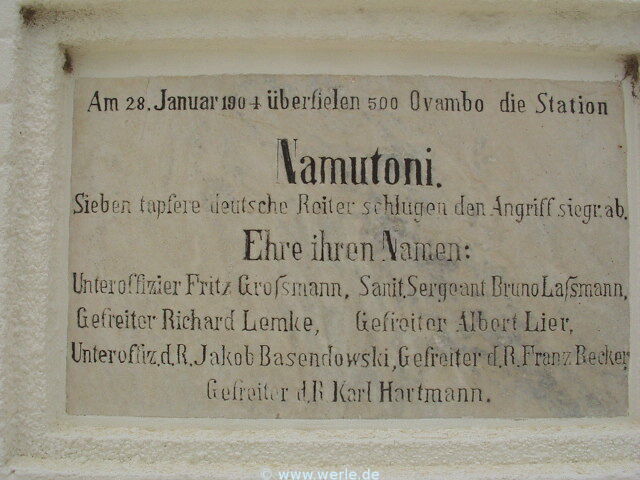 Am 28. Januar 1904 überfielen 500 Ovambo die Station
Namutoni.
Sieben tapfere deutsche Reiter schlugen den Angriff siegr. ab.
Ehre ihren Namen:
Unteroffizier Fritz Großmann, Sanit. Sergeant Bruno Laßmann,
Gefreiter Richard Lemke, Gefreiter Albert Lier,
Unteroffiz. d. R. Jakob Basendowski, Gefreiter d. R. Franz Becker
Gefreiter d. R Karl Hartmann.
© www.werle.de